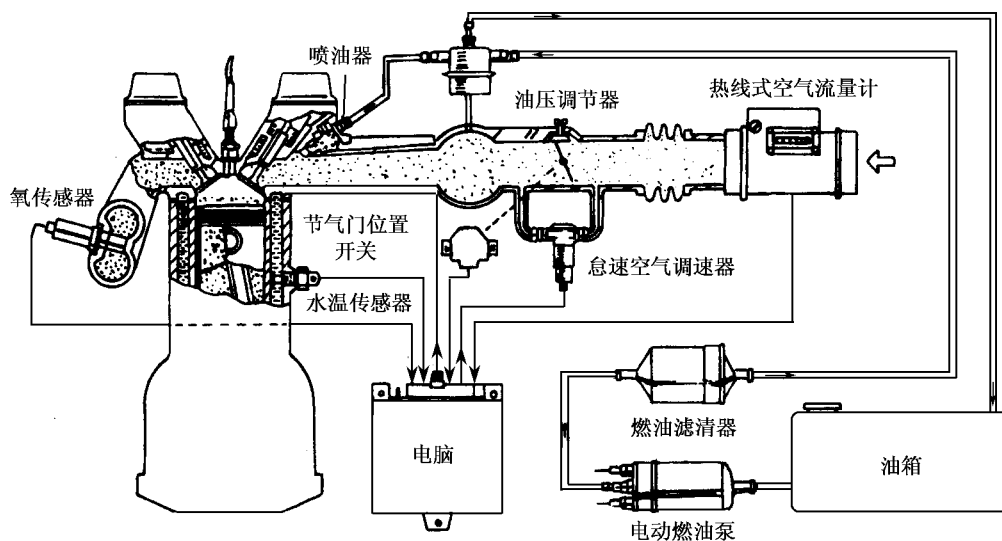 喷油器
油压调节器
热线式空气流量计
氧传感器
节气门位置
开关
怠速空气调速器
水温传感器
燃油滤清器
电脑
油箱
电动燃油泵